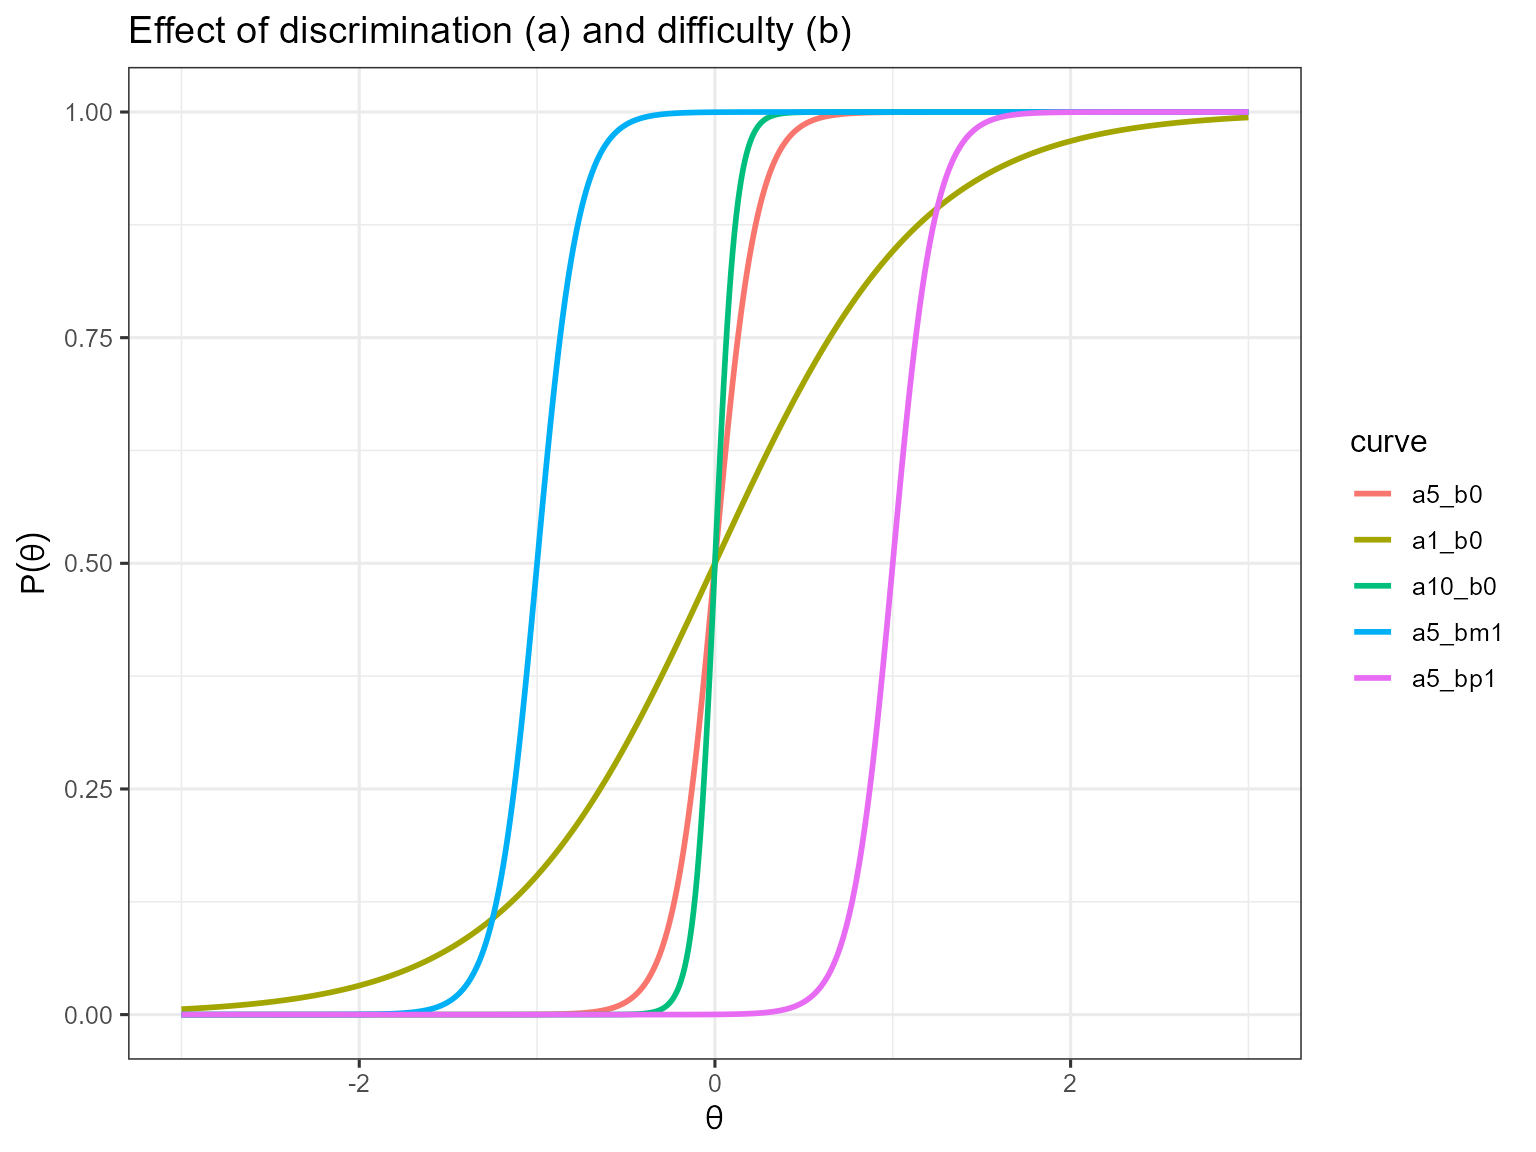 Effect of discrimination (a) and difficulty (b)
1.00
0.75
0.50
0.25
0.00
P(θ)
-2
0
2
θ
curve
a5_b0
a1_b0
a10_b0
a5_bm1
a5_bp1